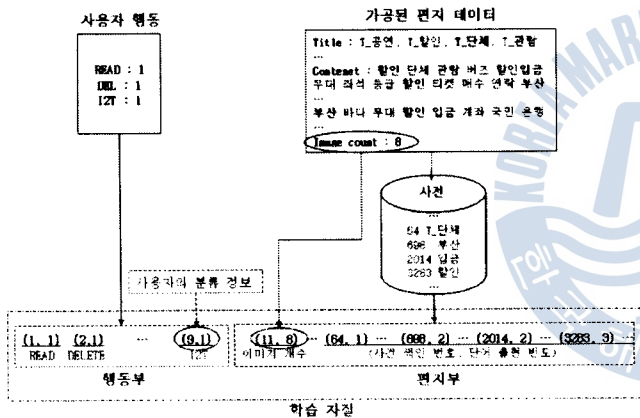 사용자 행동
가공된 편지 데이터
READ : 1
DEL : 1
I2T : 1
Title : T_공연, T_할인, T_단체, T_관람
...
Content : 할인 단체 관람 버즈 할인입금
무대 좌석 등급 할인 티켓 매수 연락 부산
...
부산 바다 무대 할인 입금 계좌 국민 은행
...
Image count : 8
사전
...
64 T_단체
696 부산
2014 입금
3283 할인
...
사용자의 분류 정보
(1, 1) (2,1) ... (9,1)
READ DELETE I2T
(11, 8) ... (64, 1) ... (696, 2) ... (2014, 2) ... (3283, 3) ...
이미지 개수 (사전 색인 번호, 단어 출현 빈도)
행동부
편지부
학습 자질
KOREA MAR